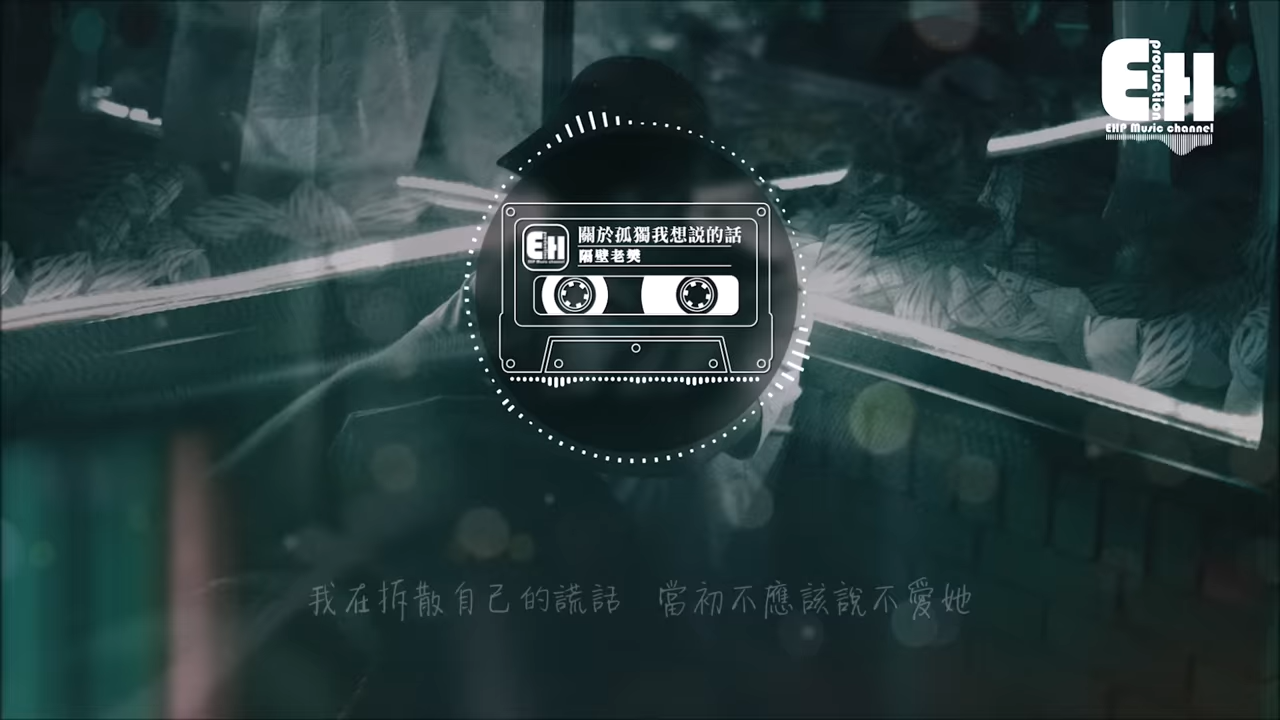 EH
production
EHP Music channel
關於孤獨我想説的話
隔壁老樊
我在拆散自己的謊話 當初不應該說不愛她